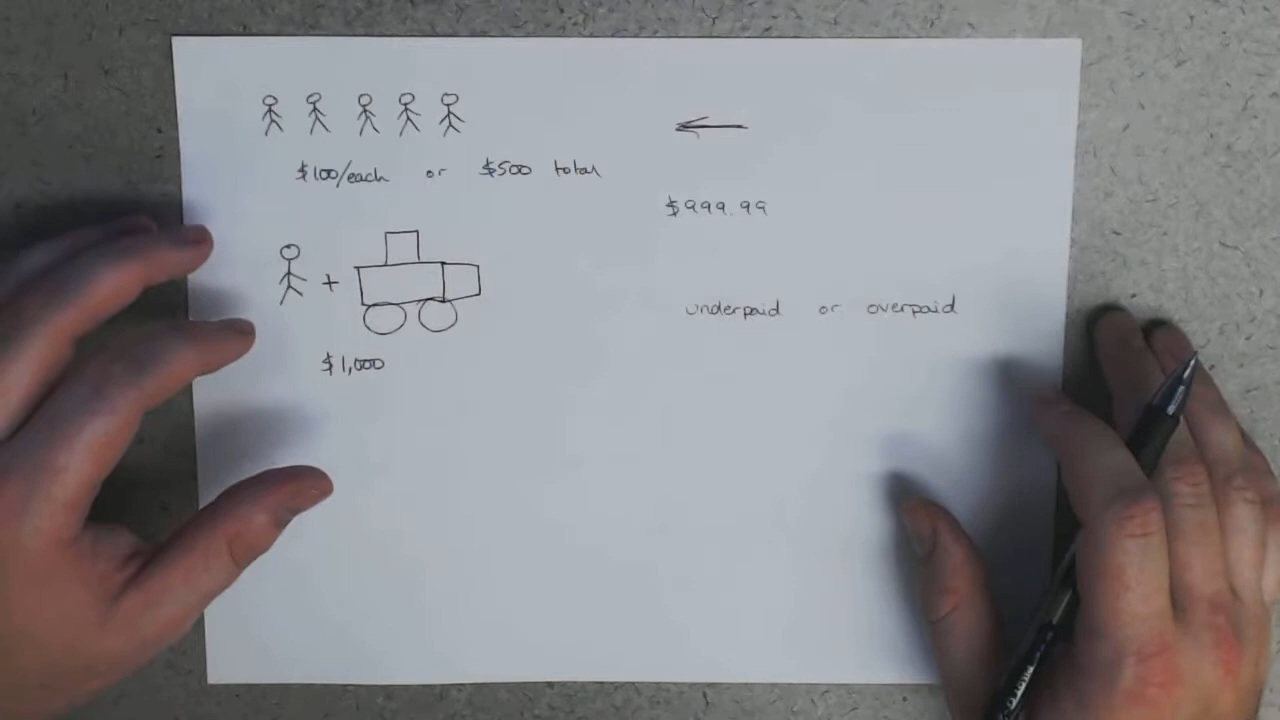 $100/each or $500 total
$999.99
+
underpaid or overpaid
$1,000